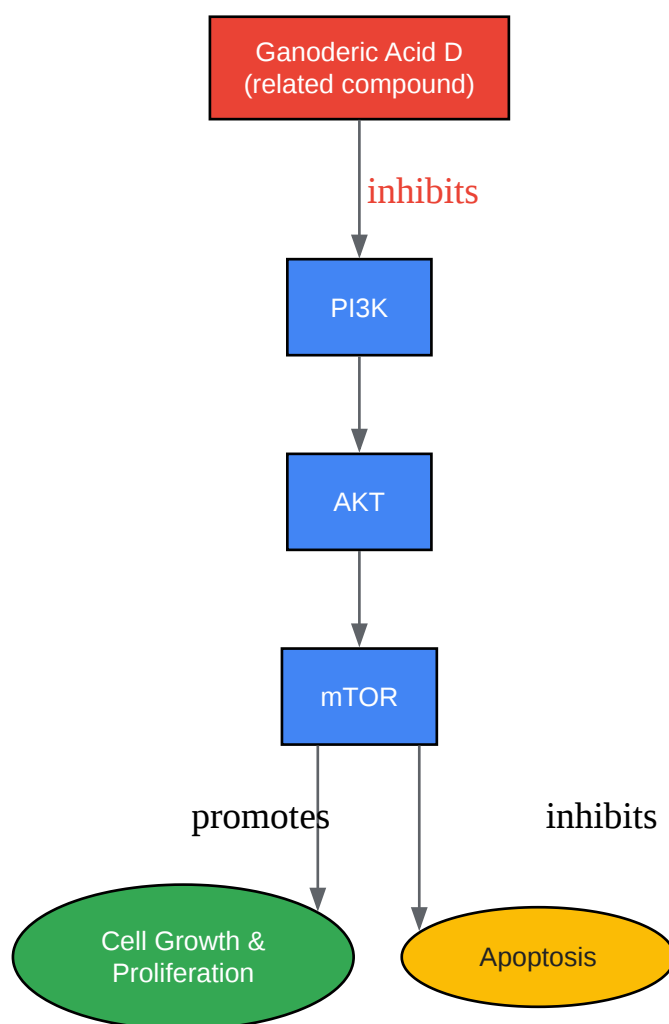 Ganoderic Acid D
(related compound)
inhibits
PI3K
AKT
mTOR
promotes
inhibits
Cell Growth &
Proliferation
Apoptosis